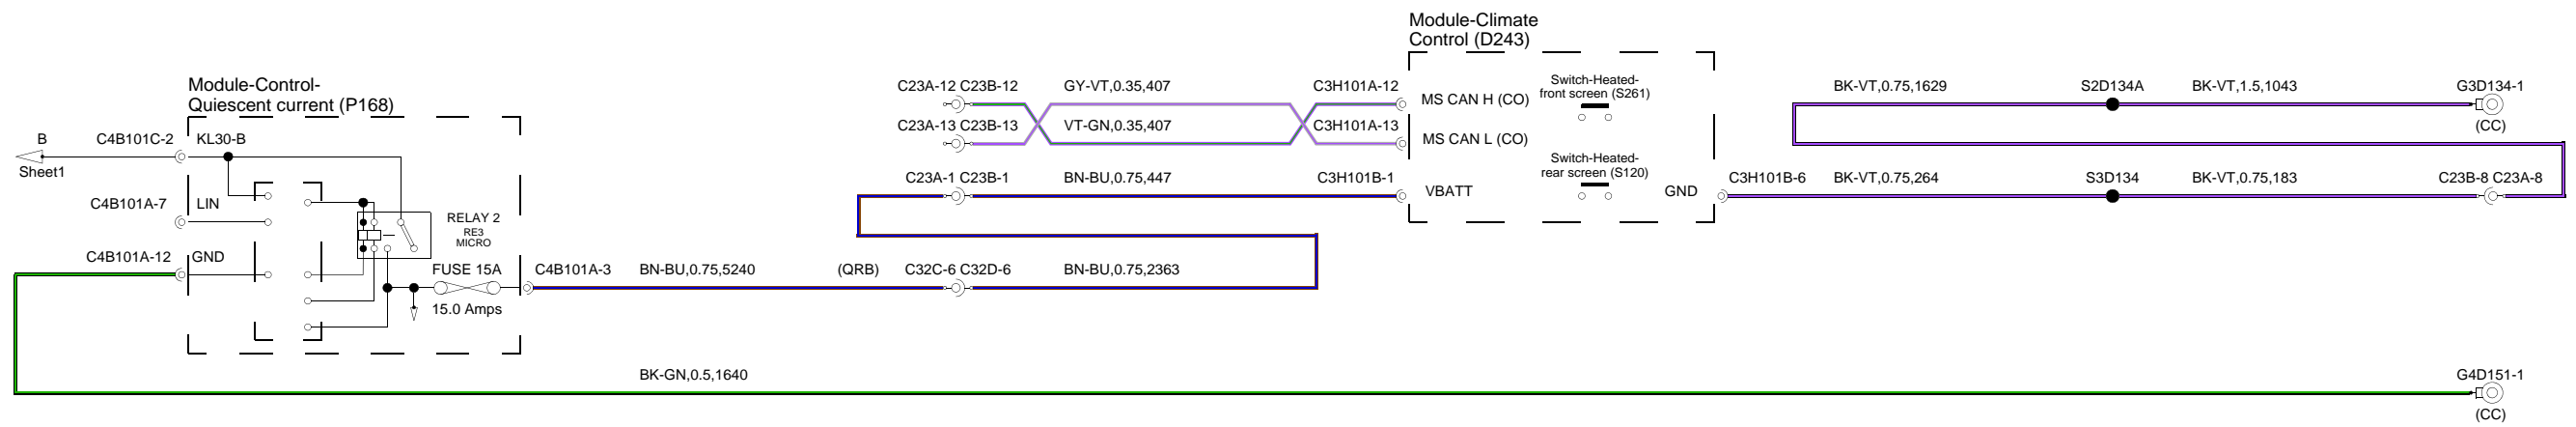 Module-Climate
Control (D243)
Module-Control-
Quiescent current (P168)
C23A-12 C23B-12
GY-VT,0.35,407
C3H101A-12
MS CAN H (CO)
Switch-Heated-
front screen (S261)
BK-VT,0.75,1629
S2D134A
BK-VT,1.5,1043
G3D134-1
(CC)
C23A-13 C23B-13
VT-GN,0.35,407
C3H101A-13
MS CAN L (CO)
B
Sheet1
C4B101C-2
KL30-B
Switch-Heated-
rear screen (S120)
C23A-1 C23B-1
BN-BU,0.75,447
C3H101B-1
VBATT
GND
C3H101B-6
BK-VT,0.75,264
S3D134
BK-VT,0.75,183
C23B-8 C23A-8
C4B101A-7
LIN
RELAY 2
RE3
MICRO
C4B101A-12
GND
FUSE 15A
15.0 Amps
C4B101A-3
BN-BU,0.75,5240
(QRB)
C32C-6 C32D-6
BN-BU,0.75,2363
BK-GN,0.5,1640
G4D151-1
(CC)